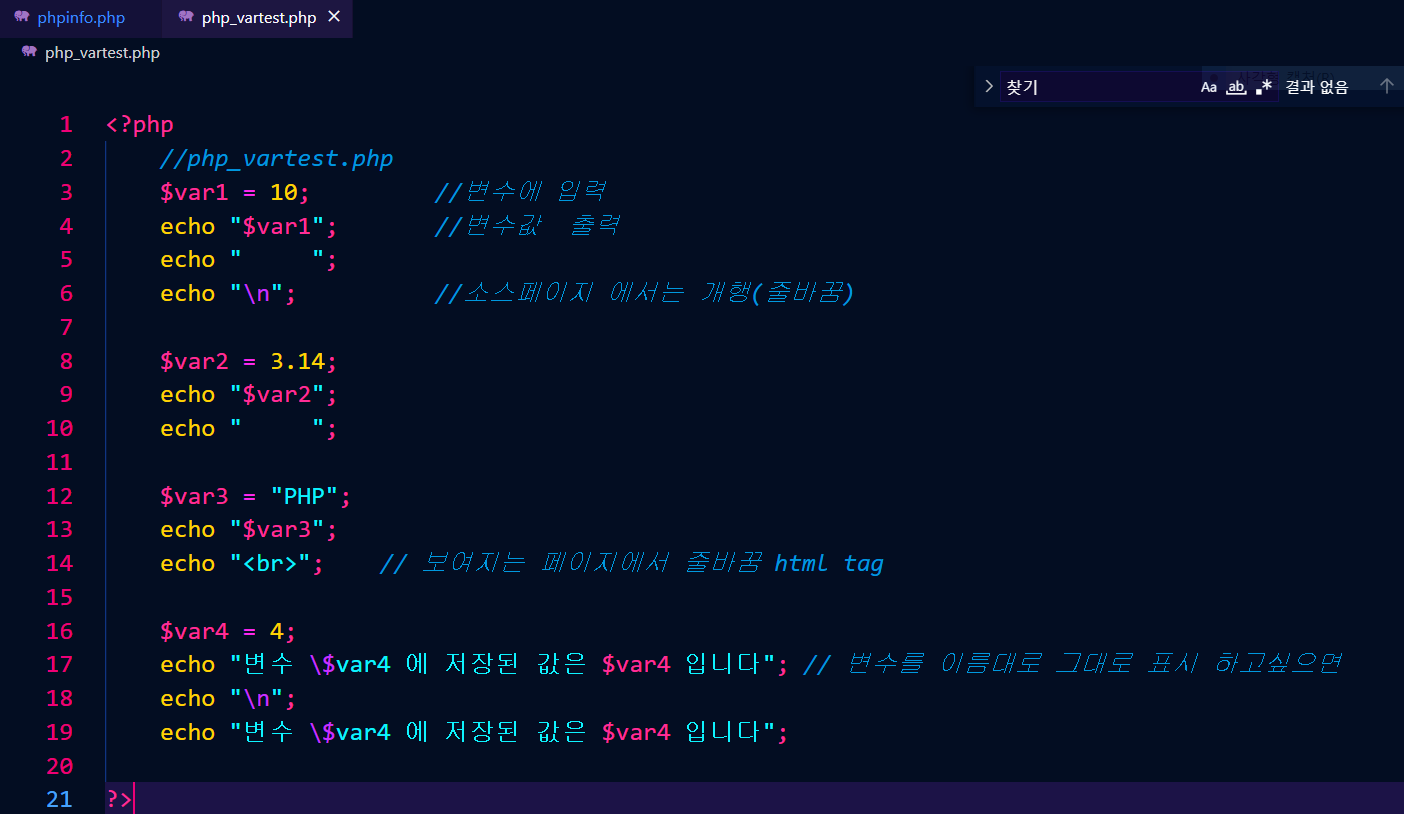 phpinfo.php php_vartest.php
php_vartest.php
찾기 Aa ab 결과 없음
1 <?php
2 //php_vartest.php
3 $var1 = 10; //변수에 입력
4 echo "$var1"; //변수값  출력
5 echo "     ";
6 echo "\n"; //소스페이지 에서는 개행(줄바꿈)
7
8 $var2 = 3.14;
9 echo "$var2";
10 echo "     ";
11
12 $var3 = "PHP";
13 echo "$var3";
14 echo "<br>"; // 보여지는 페이지에서 줄바꿈 html tag
15
16 $var4 = 4;
17 echo "변수 \$var4 에 저장된 값은 $var4 입니다"; // 변수를 이름대로 그대로 표시 하고싶으면
18 echo "\n";
19 echo "변수 \$var4 에 저장된 값은 $var4 입니다";
20
21 ?>